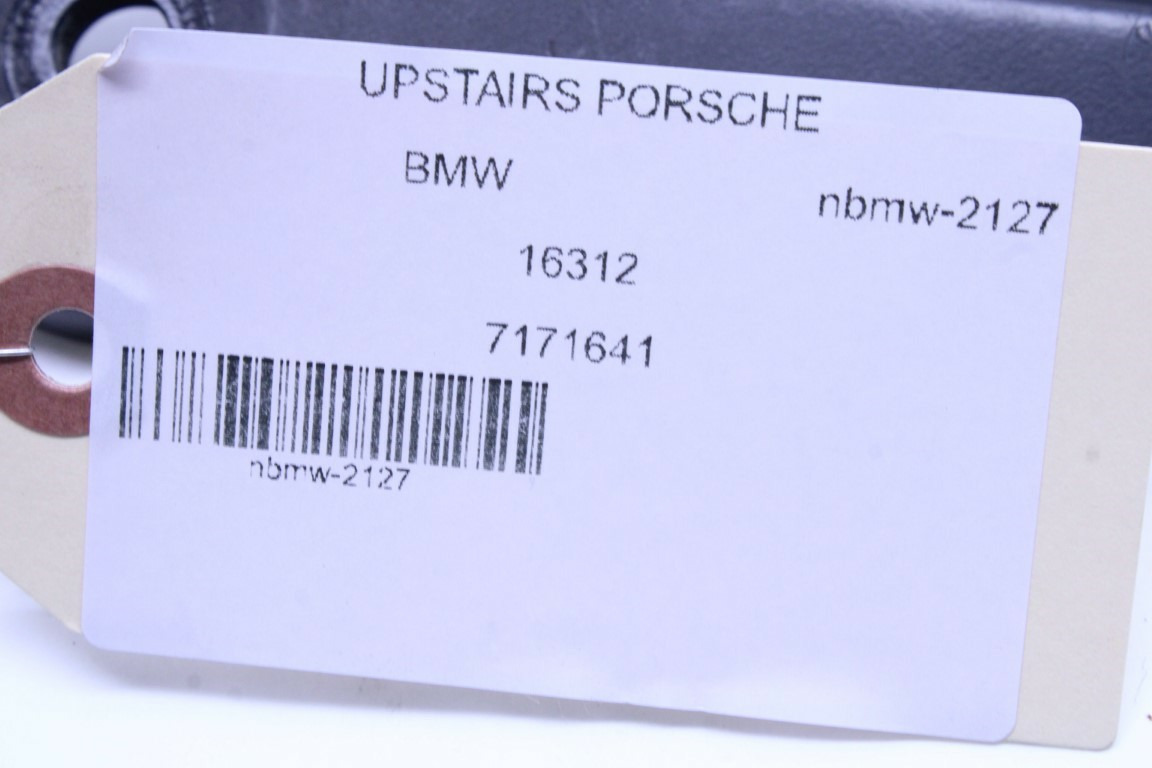 UPSTAIRS PORSCHE
BMW
nbmw-2127
16312
7171641
nbmw-2127